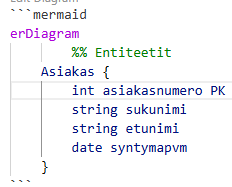 Edit Diagram
```mermaid
erDiagram
%% Entiteetit
Asiakas {
int asiakasnumero PK
string sukunimi
string etunimi
date syntymapvm
}
```